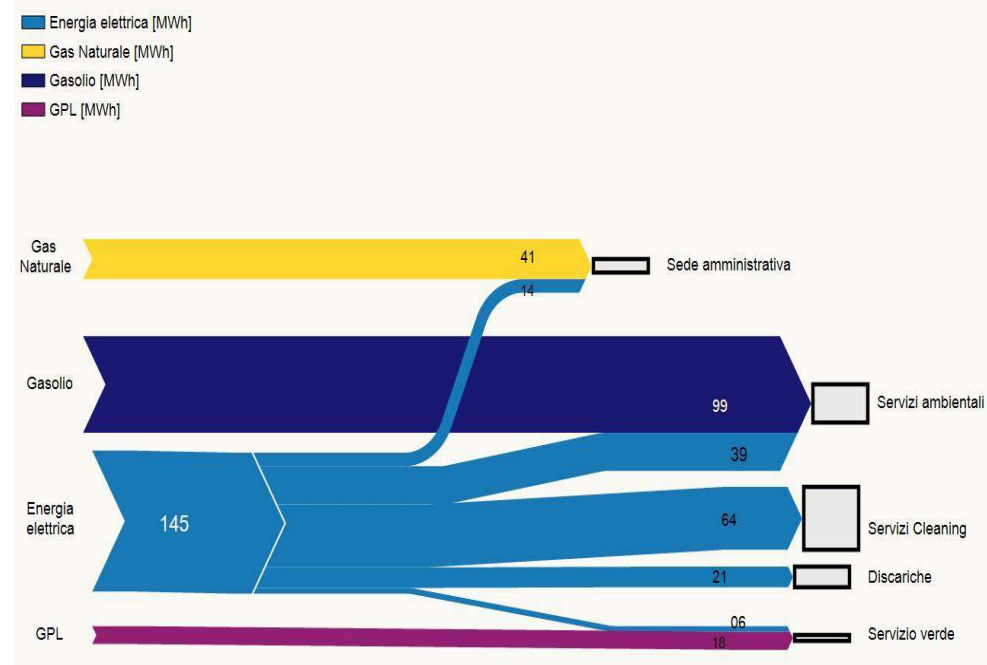 Energia elettrica [MWh]
Gas Naturale [MWh]
Gasolio [MWh]
GPL [MWh]
Gas
Naturale
41
Sede amministrativa
14
Gasolio
99
Servizi ambientali
39
Energia
elettrica
145
64
Servizi Cleaning
21
Discariche
06
GPL
18
Servizio verde